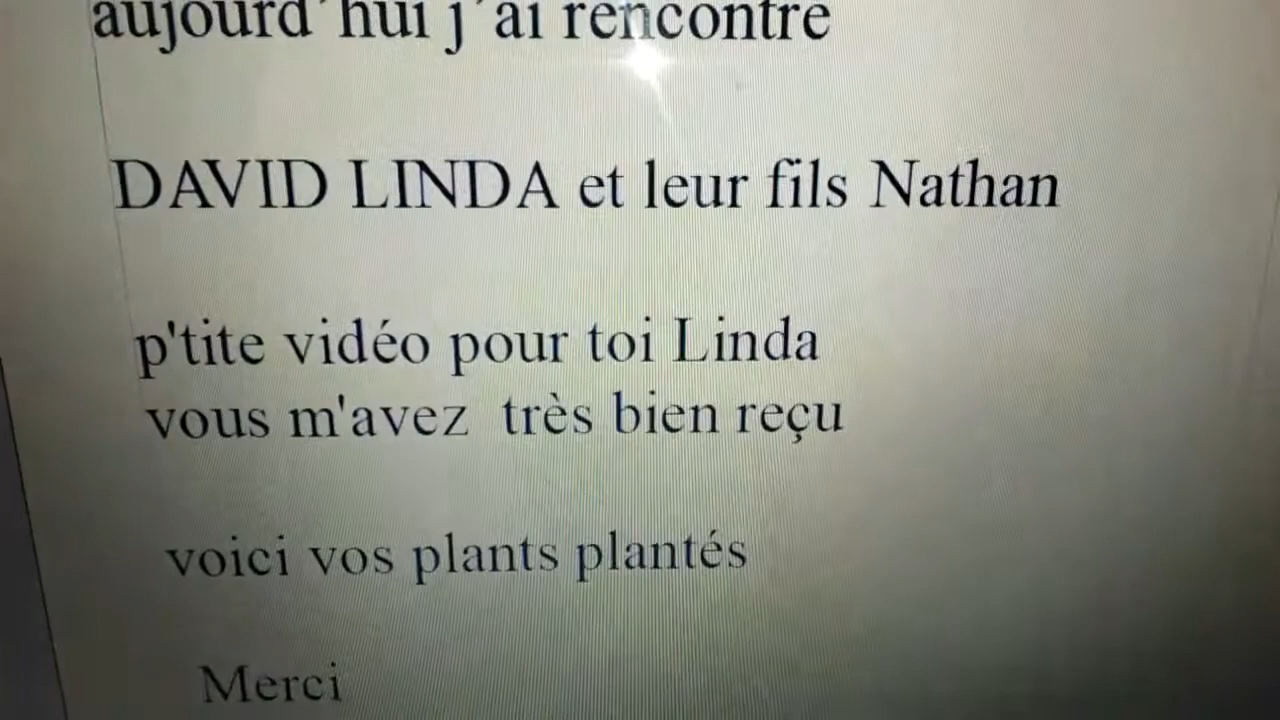 aujourd'hui j'ai rencontre
DAVID LINDA et leur fils Nathan
p'tite vidéo pour toi Linda
vous m'avez très bien reçu
voici vos plants plantés
Merci